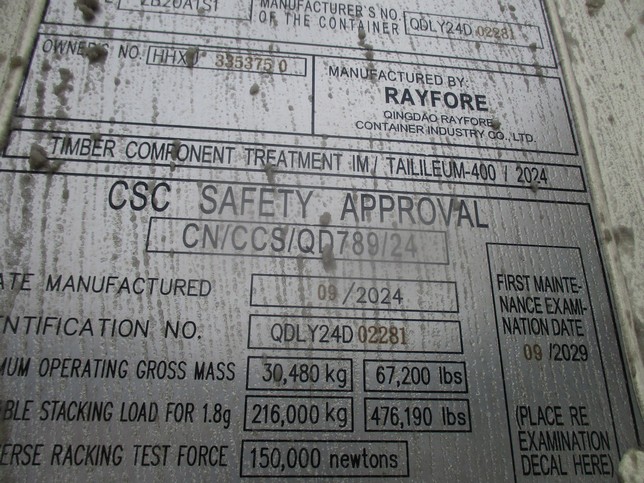 MANUFACTURER'S NO.
OF THE CONTAINER QDLY24D 02281
OWNER'S NO. HHXU 335375 0
MANUFACTURED BY:
RAYFORE
QINGDAO RAYFORE
CONTAINER INDUSTRY CO., LTD.
TIMBER COMPONENT TREATMENT IM / TAILILEUM-400 / 2024
CSC SAFETY APPROVAL
CN/CCS/QD789/24
ATE MANUFACTURED 09 / 2024
NTIFICATION NO. QDLY24D 02281
MUM OPERATING GROSS MASS 30,480 kg 67,200 lbs
BLE STACKING LOAD FOR 1.8g 216,000 kg 476,190 lbs
ERSE RACKING TEST FORCE 150,000 newtons
FIRST MAINTE-
NANCE EXAMI-
NATION DATE
09 /2029
(PLACE RE
EXAMINATION
DECAL HERE)